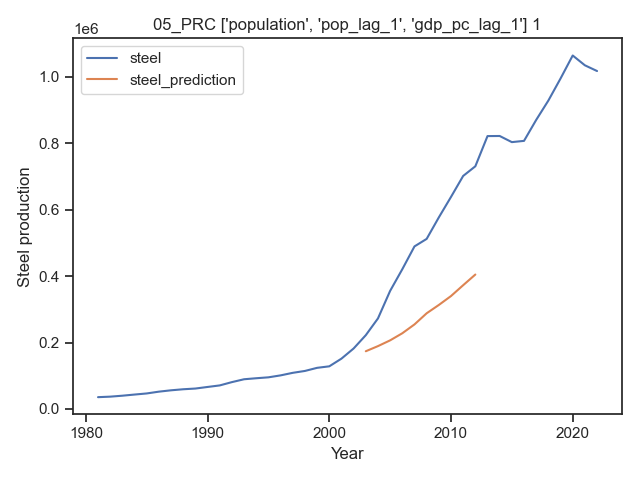 05_PRC ['population', 'pop_lag_1', 'gdp_pc_lag_1'] 1
1e6
steel
steel_prediction
1.0
0.8
0.6
0.4
0.2
0.0
Steel production
1980
1990
2000
2010
2020
Year